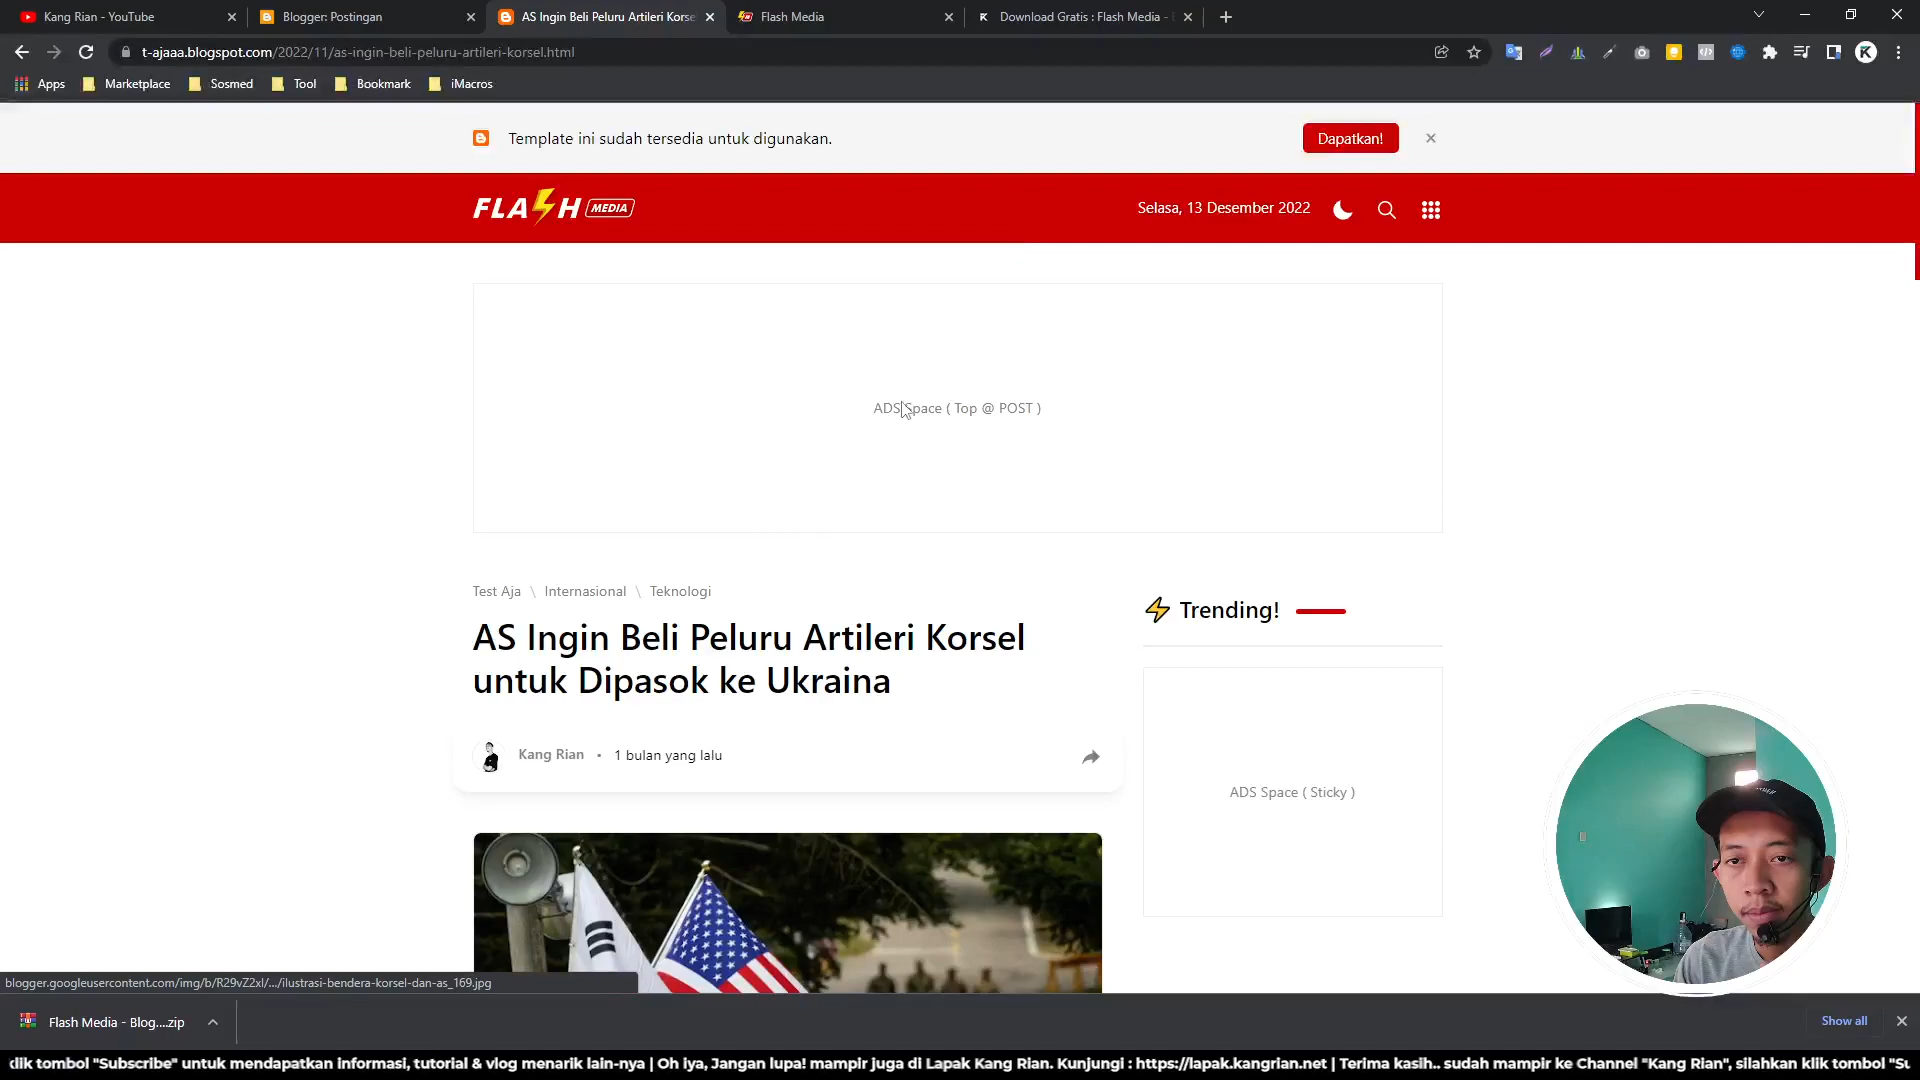 Kang Rian - YouTube
Blogger: Postingan
AS Ingin Beli Peluru Artileri Korse
Flash Media
Download Gratis : Flash Media -
t-ajaaa.blogspot.com/2022/11/as-ingin-beli-peluru-artileri-korsel.html
Apps
Marketplace
Sosmed
Tool
Bookmark
iMacros
Template ini sudah tersedia untuk digunakan.
Dapatkan!
FLASH MEDIA
Selasa, 13 Desember 2022
ADS Space ( Top @ POST )
Test Aja \ Internasional \ Teknologi
AS Ingin Beli Peluru Artileri Korsel
untuk Dipasok ke Ukraina
Kang Rian • 1 bulan yang lalu
Trending!
ADS Space ( Sticky )
blogger.googleusercontent.com/img/b/R29vZ2xl/.../ilustrasi-bendera-korsel-dan-as_169.jpg
Flash Media - Blog....zip
Show all
klik tombol "Subscribe" untuk mendapatkan informasi, tutorial & vlog menarik lain-nya | Oh iya, Jangan lupa! mampir juga di Lapak Kang Rian. Kunjungi : https://lapak.kangrian.net | Terima kasih.. sudah mampir ke Channel "Kang Rian", silahkan klik tombol "Su